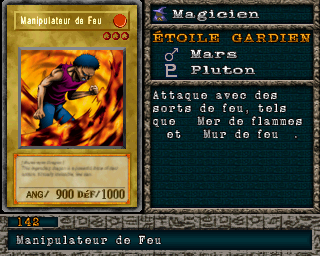 Manipulateur de Feu
ANG/ 900 DÉF/1000
Magicien
ÉTOILE GARDIEN
Mars
Pluton
Attaque avec des
sorts de feu, tels
que Mer de flammes
et Mur de feu .
142
Manipulateur de Feu